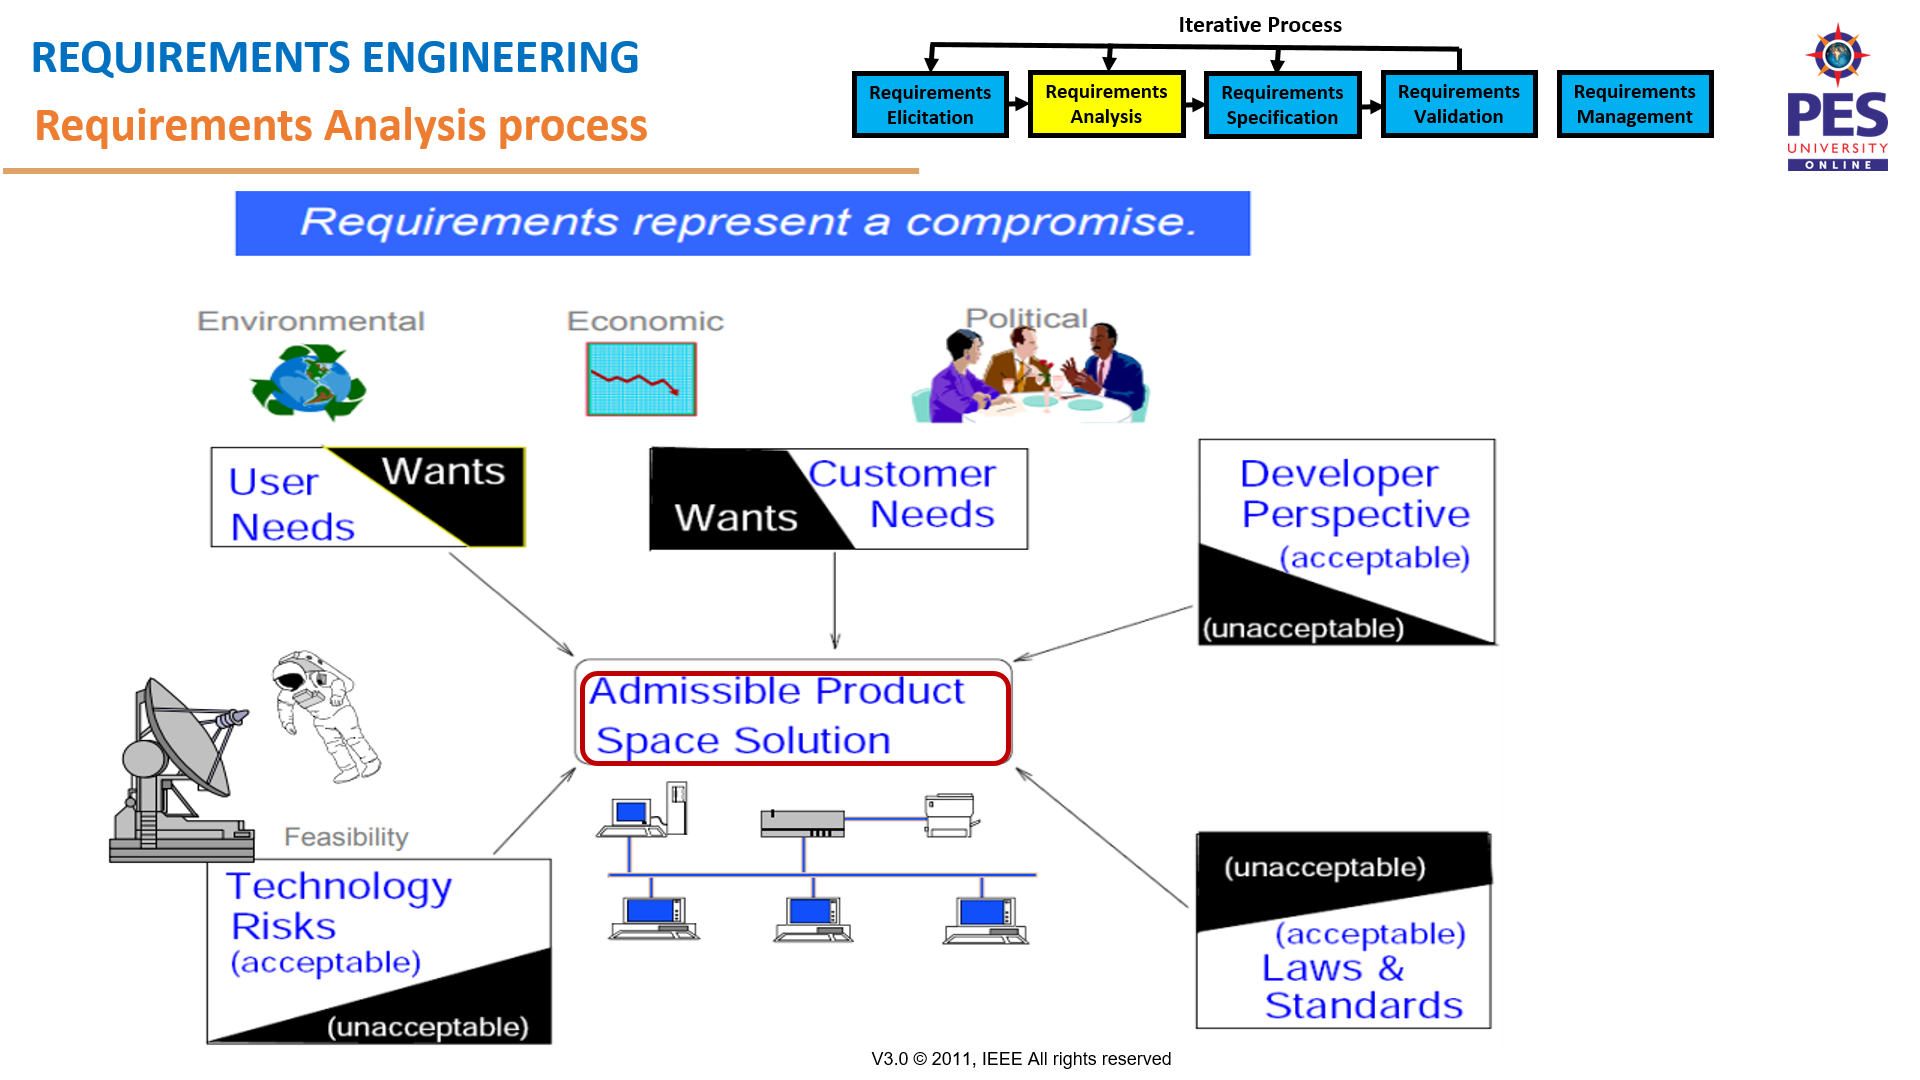 REQUIREMENTS ENGINEERING
Requirements Analysis process
Iterative Process
Requirements
Elicitation
Requirements
Analysis
Requirements
Specification
Requirements
Validation
Requirements
Management
PES
UNIVERSITY
ONLINE
Requirements represent a compromise.
Environmental
Economic
Political
User
Needs
Wants
Wants
Customer
Needs
Developer
Perspective
(acceptable)
(unacceptable)
Admissible Product
Space Solution
Feasibility
Technology
Risks
(acceptable)
(unacceptable)
(unacceptable)
(acceptable)
Laws &
Standards
V3.0 © 2011, IEEE All rights reserved